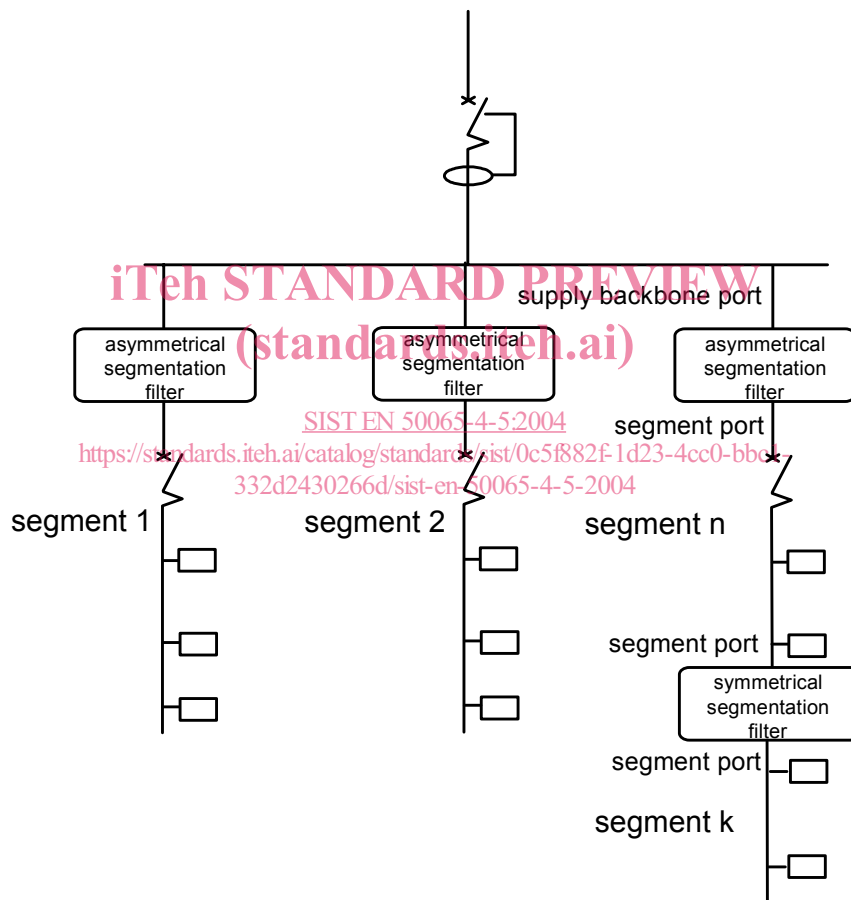 iTeh STANDARD PREVIEW
supply backbone port
(standards.iteh.ai)
asymmetrical
segmentation
filter
asymmetrical
segmentation
filter
asymmetrical
segmentation
filter
SIST EN 50065-4-5:2004
segment port
https://standards.iteh.ai/catalog/standards/sist/0c5f882f-1d23-4cc0-bbc4-
332d2430266d/sist-en-50065-4-5-2004
segment 1
segment 2
segment n
segment port
symmetrical
segmentation
filter
segment port
segment k